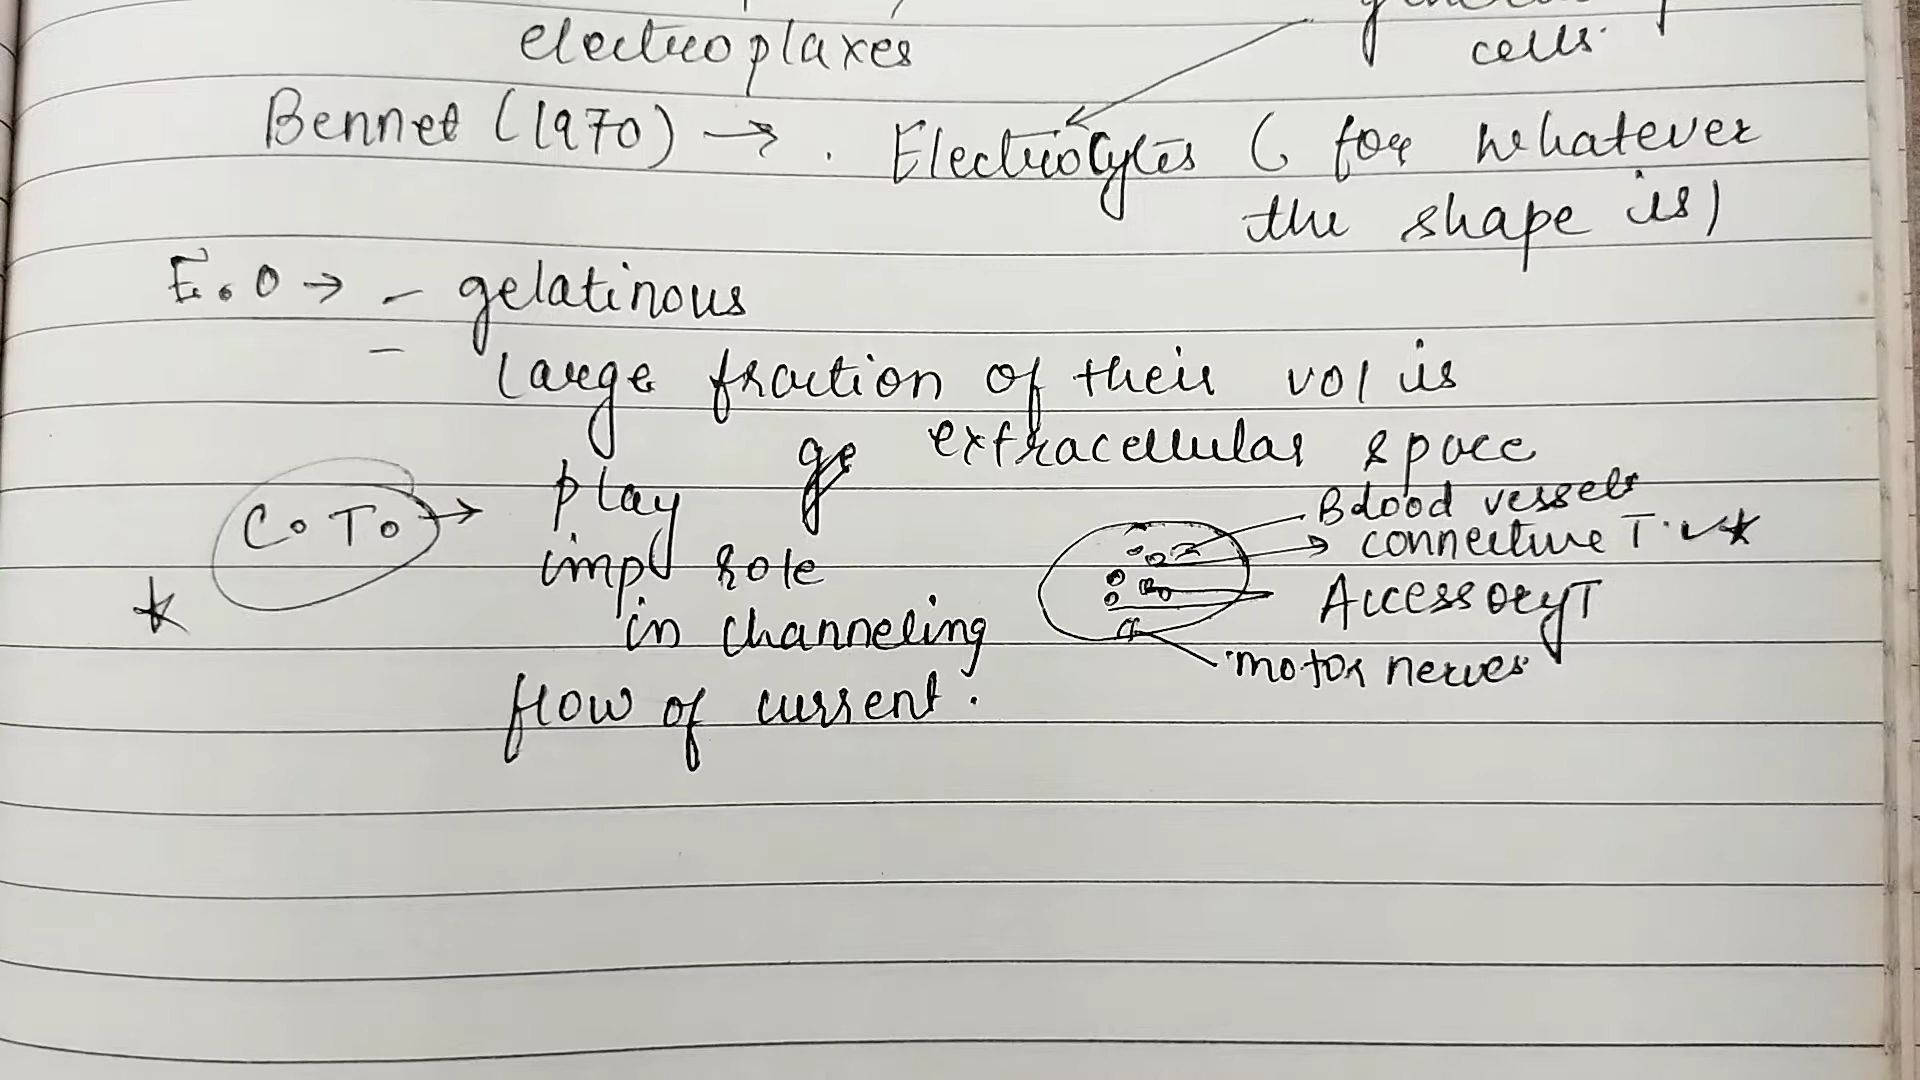 electroplaxes
cells.
Bennet (1970) → . Electrocytes ( for whatever
the shape is)
E.O → - gelatinous
- large fraction of their vol is
extracellular space
C.T. → play
imp role
in channeling
flow of current.
Blood vessels
connective T.
Accessory T
motor nerves